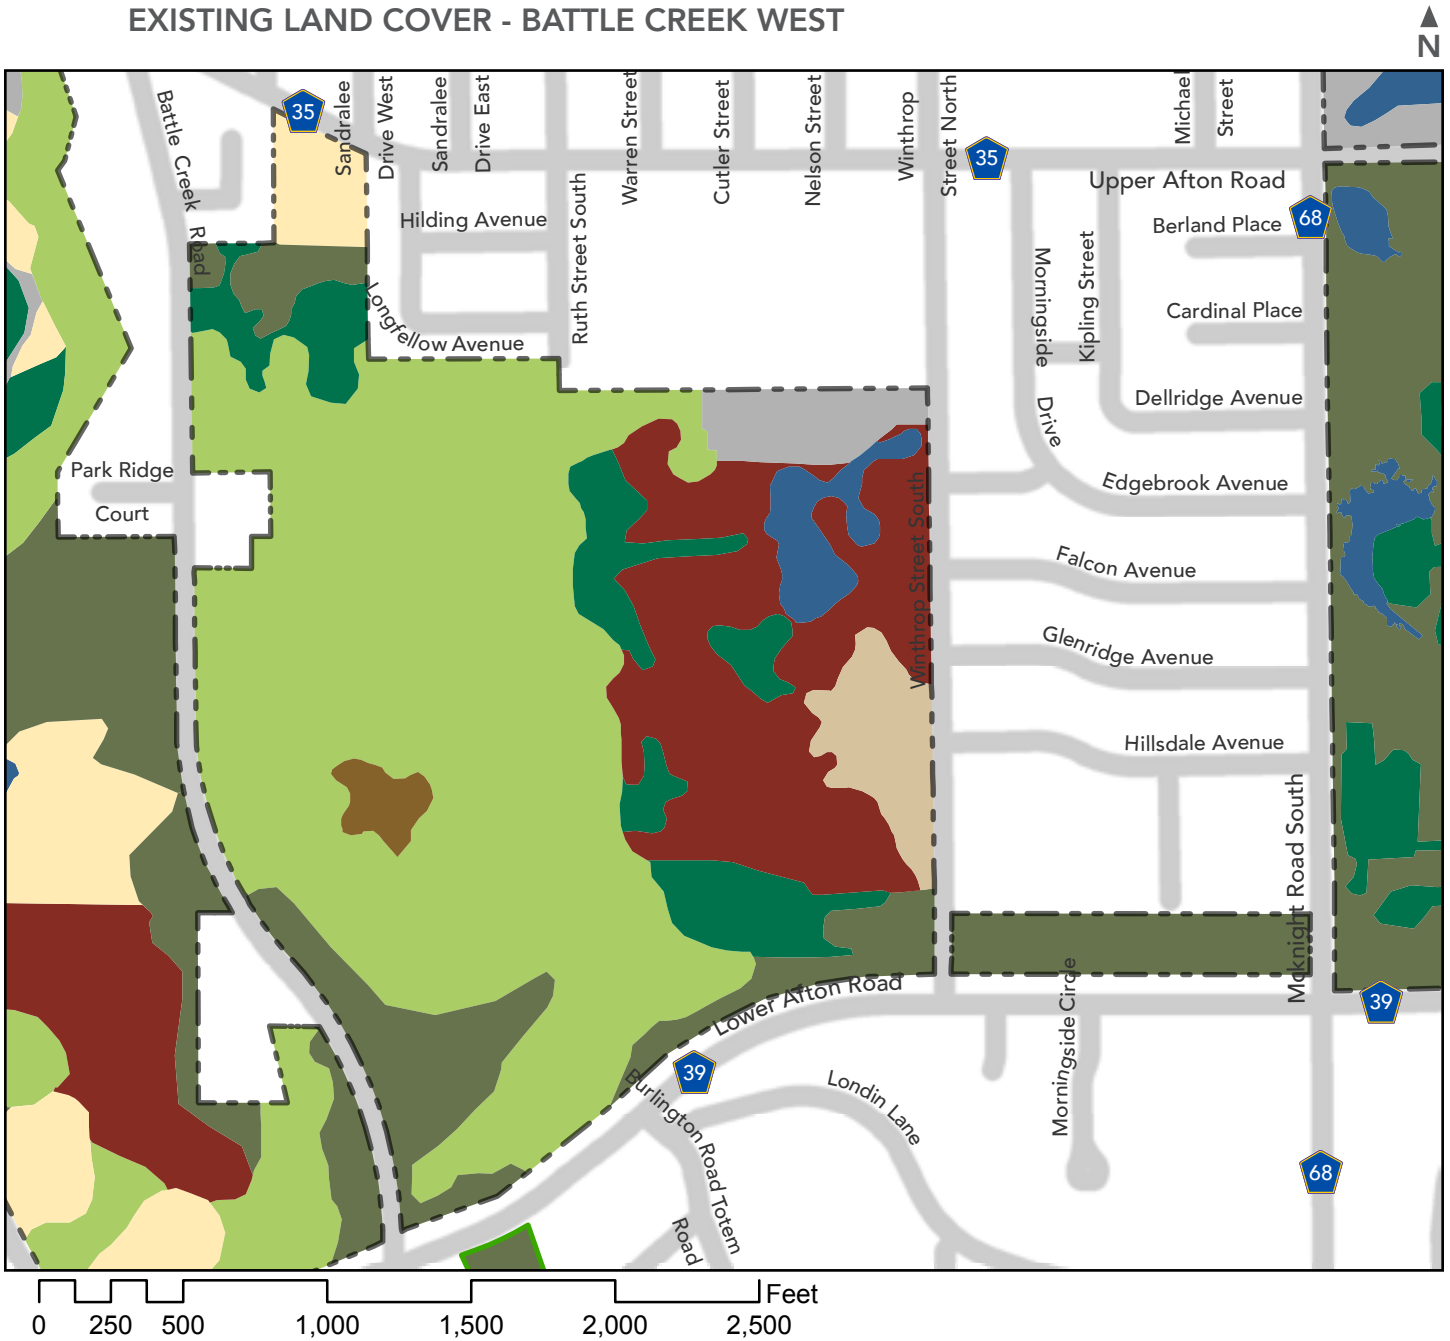 EXISTING LAND COVER - BATTLE CREEK WEST
N
Battle Creek Road
35
Sandralee
Drive West
Sandralee
Drive East
Warren Street
Cutler Street
Nelson Street
Winthrop
Street North
35
Michael
Street
Upper Afton Road
68
Berland Place
Hilding Avenue
Ruth Street South
Morningside Drive
Kipling Street
Cardinal Place
Longfellow Avenue
Dellridge Avenue
Park Ridge
Court
Edgebrook Avenue
Winthrop Street South
Falcon Avenue
Glenridge Avenue
Hillsdale Avenue
Mcknight Road South
Lower Afton Road
39
39
Morningside Circle
Burlington Road
Londin Lane
Totem
Road
68
Feet
0 250 500 1,000 1,500 2,000 2,500